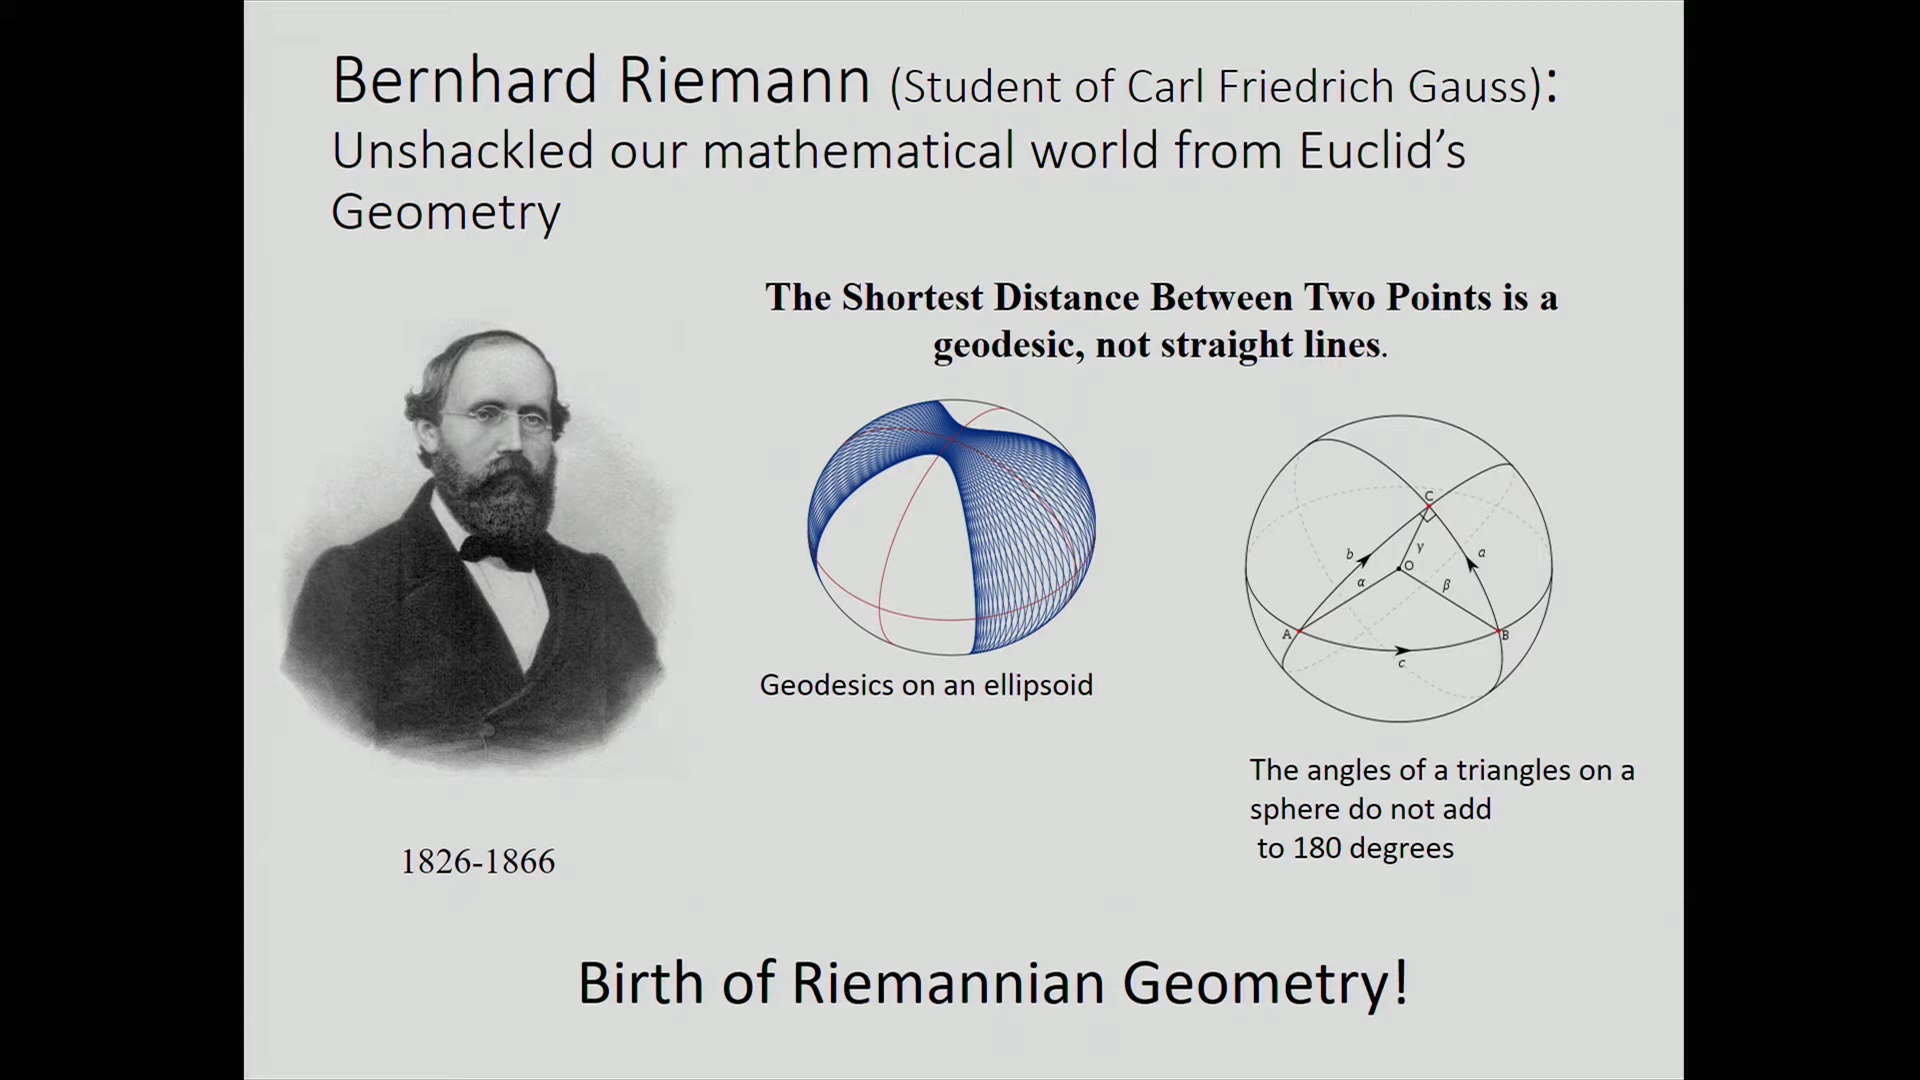 Bernhard Riemann (Student of Carl Friedrich Gauss):
Unshackled our mathematical world from Euclid’s
Geometry
The Shortest Distance Between Two Points is a
geodesic, not straight lines.
Geodesics on an ellipsoid
C
b
y
a
O
α
β
A
B
c
The angles of a triangles on a
sphere do not add
to 180 degrees
1826-1866
Birth of Riemannian Geometry!